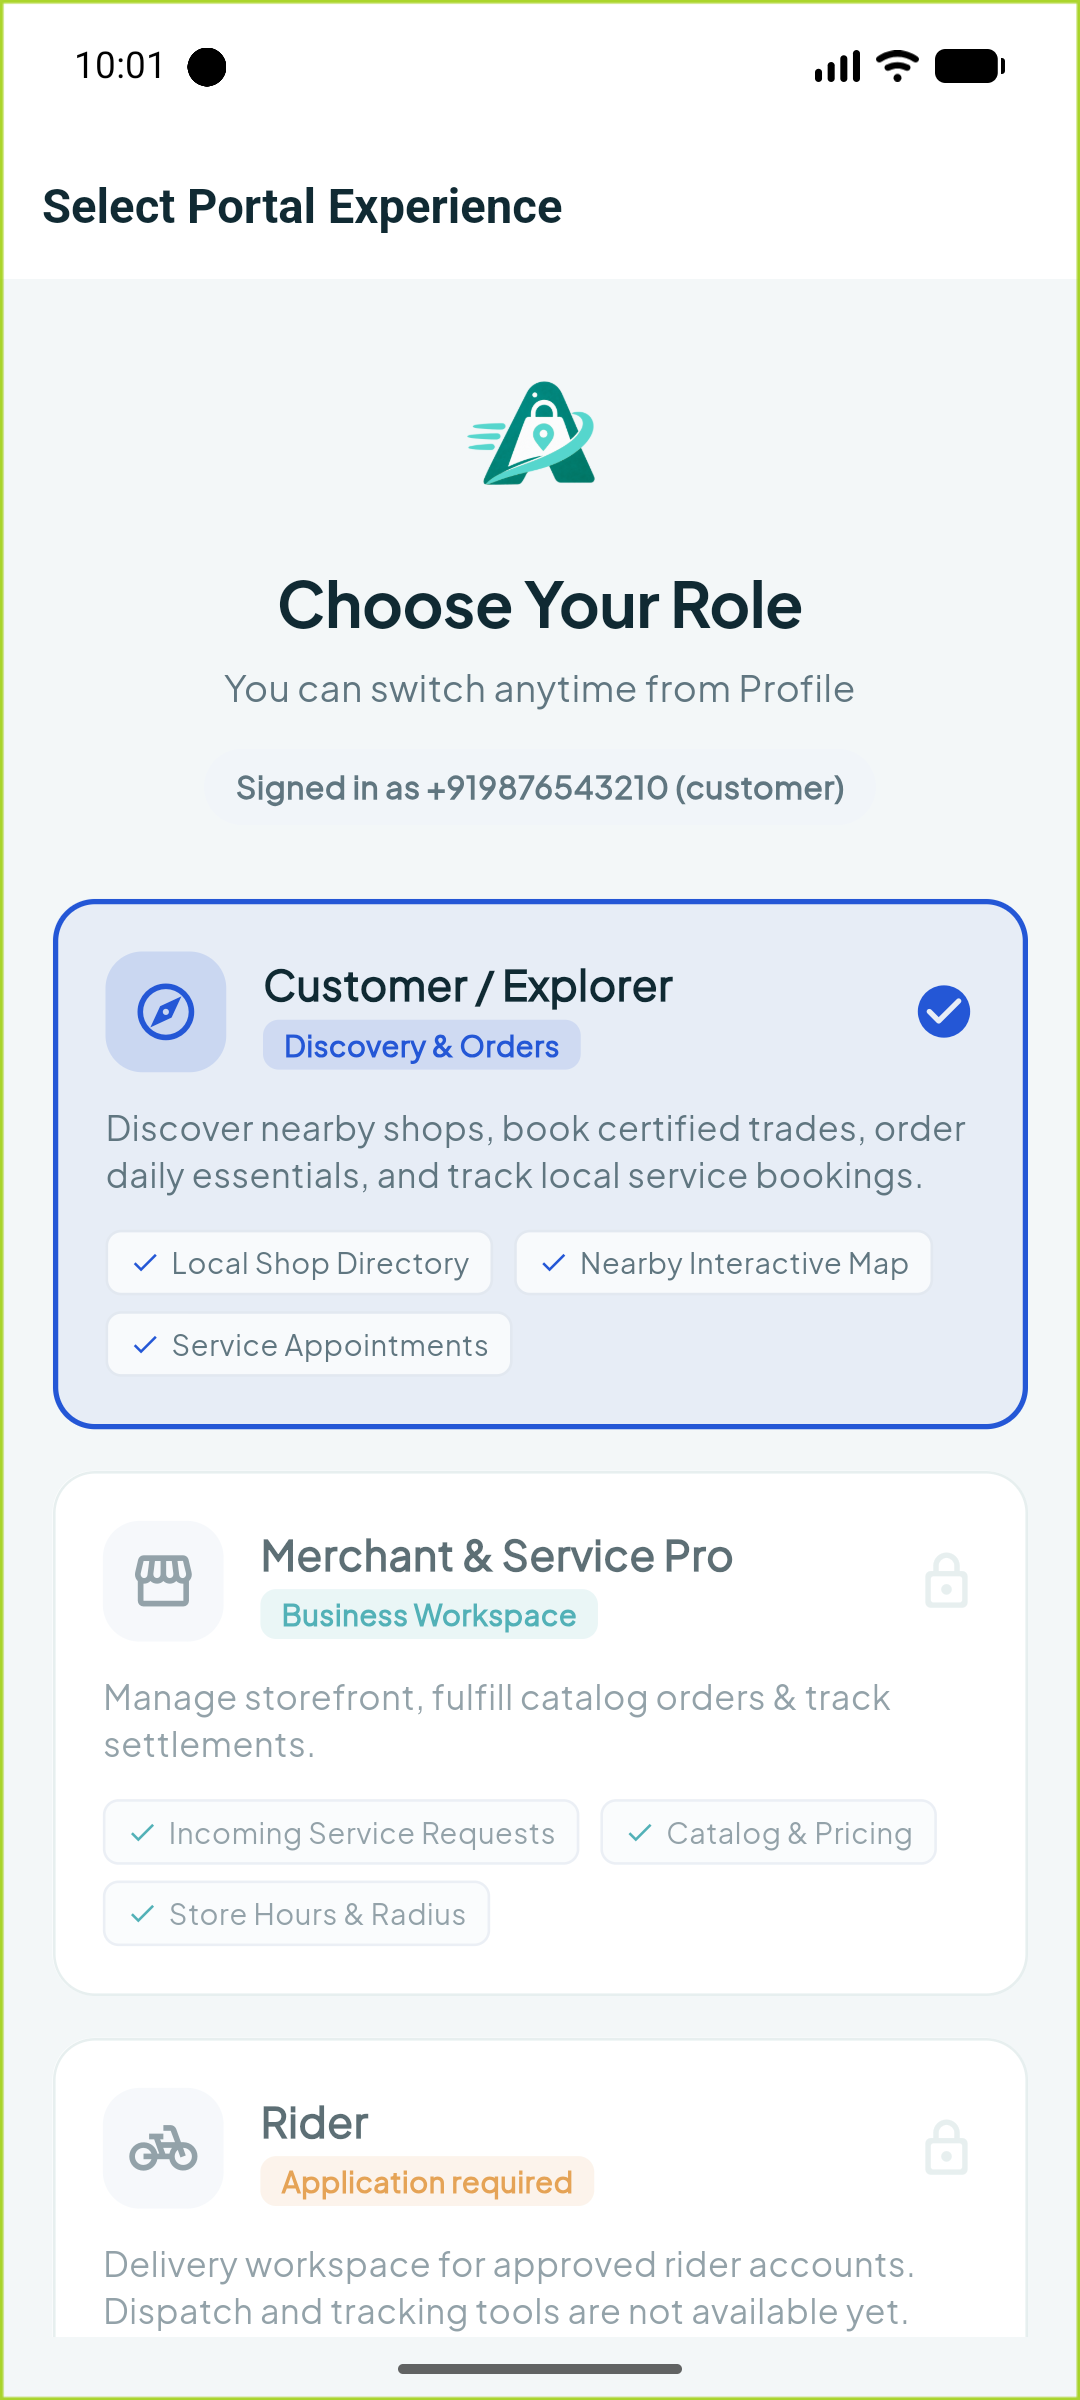 10:01
Select Portal Experience
Choose Your Role
You can switch anytime from Profile
Signed in as +919876543210 (customer)
Customer / Explorer
Discovery & Orders
Discover nearby shops, book certified trades, order
daily essentials, and track local service bookings.
Local Shop Directory
Nearby Interactive Map
Service Appointments
Merchant & Service Pro
Business Workspace
Manage storefront, fulfill catalog orders & track
settlements.
Incoming Service Requests
Catalog & Pricing
Store Hours & Radius
Rider
Application required
Delivery workspace for approved rider accounts.
Dispatch and tracking tools are not available yet.